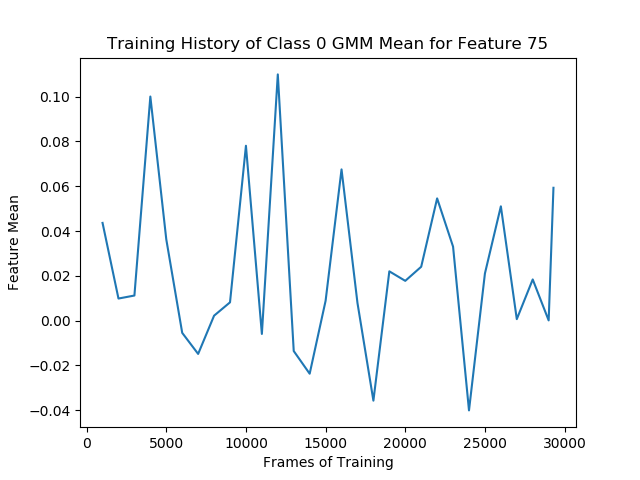 Training History of Class 0 GMM Mean for Feature 75
0.10
0.08
0.06
0.04
0.02
0.00
−0.02
−0.04
Feature Mean
0 5000 10000 15000 20000 25000 30000
Frames of Training